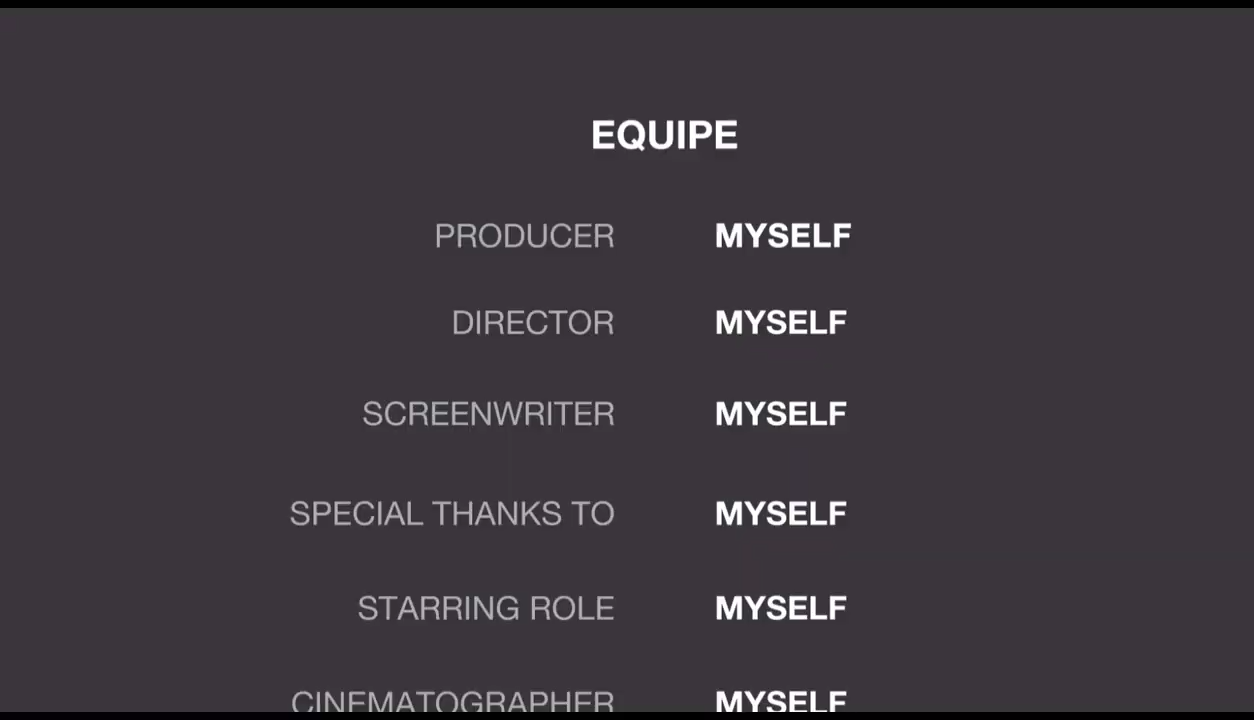 EQUIPE
PRODUCER MYSELF
DIRECTOR MYSELF
SCREENWRITER MYSELF
SPECIAL THANKS TO MYSELF
STARRING ROLE MYSELF
CINEMATOGRAPHER MYSELF